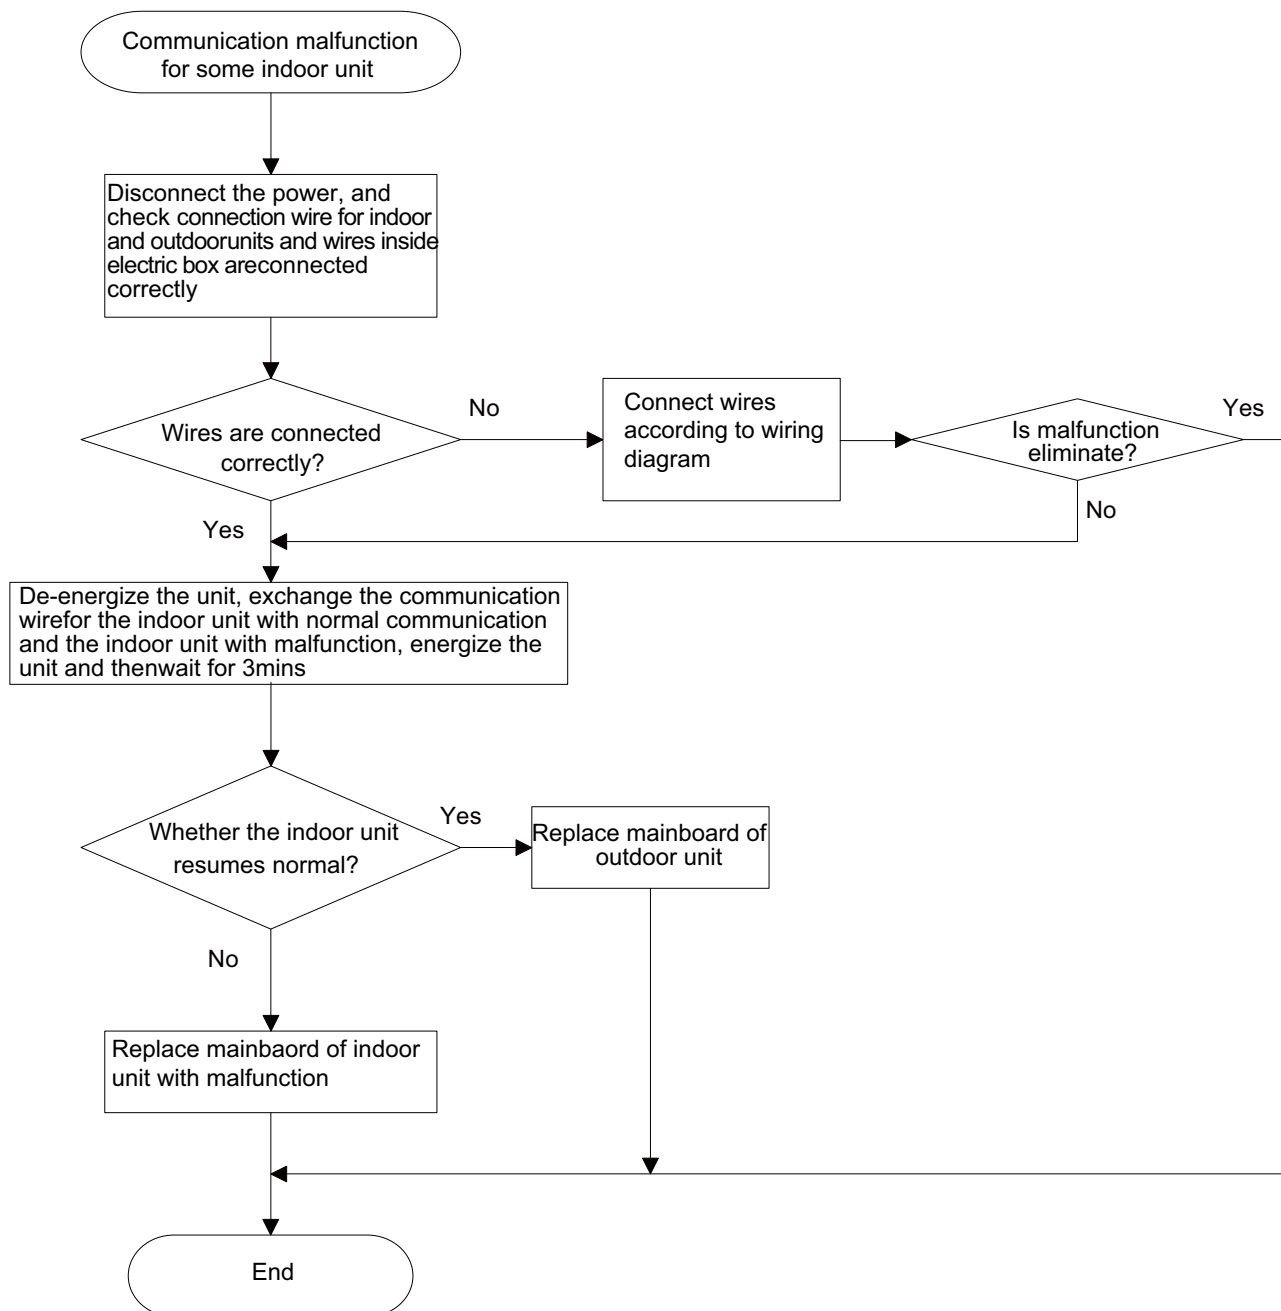 Communication malfunction
for some indoor unit
Disconnect the power, and
check connection wire for indoor
and outdoorunits and wires inside
electric box areconnected
correctly
Wires are connected
correctly?
No
Connect wires
according to wiring
diagram
Is malfunction
eliminate?
Yes
No
Yes
De-energize the unit, exchange the communication
wirefor the indoor unit with normal communication
and the indoor unit with malfunction, energize the
unit and thenwait for 3mins
Whether the indoor unit
resumes normal?
Yes
Replace mainboard of
outdoor unit
No
Replace mainbaord of indoor
unit with malfunction
End